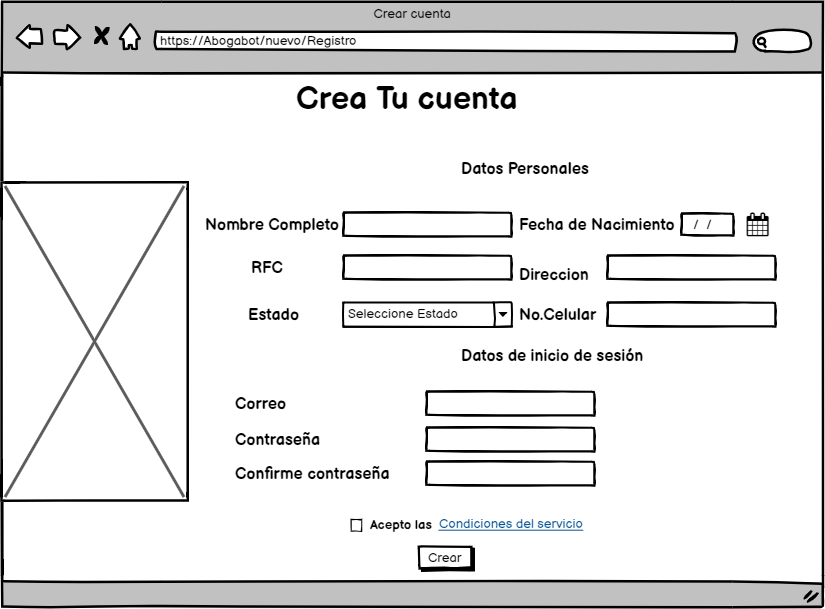 Crear cuenta
https://Abogabot/nuevo/Registro
Crea Tu cuenta
Datos Personales
Nombre Completo
Fecha de Nacimiento / /
RFC
Direccion
Estado
Seleccione Estado
No.Celular
Datos de inicio de sesión
Correo
Contraseña
Confirme contraseña
Acepto las Condiciones del servicio
Crear